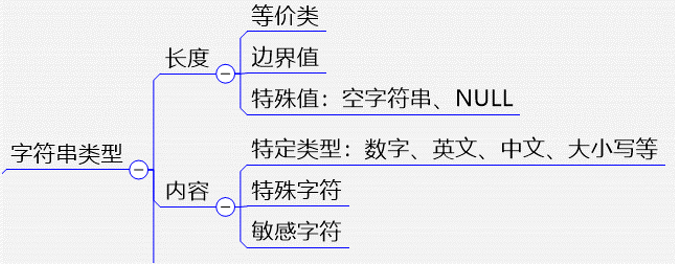 字符串类型
长度
等价类
边界值
特殊值：空字符串、NULL
内容
特定类型：数字、英文、中文、大小写等
特殊字符
敏感字符